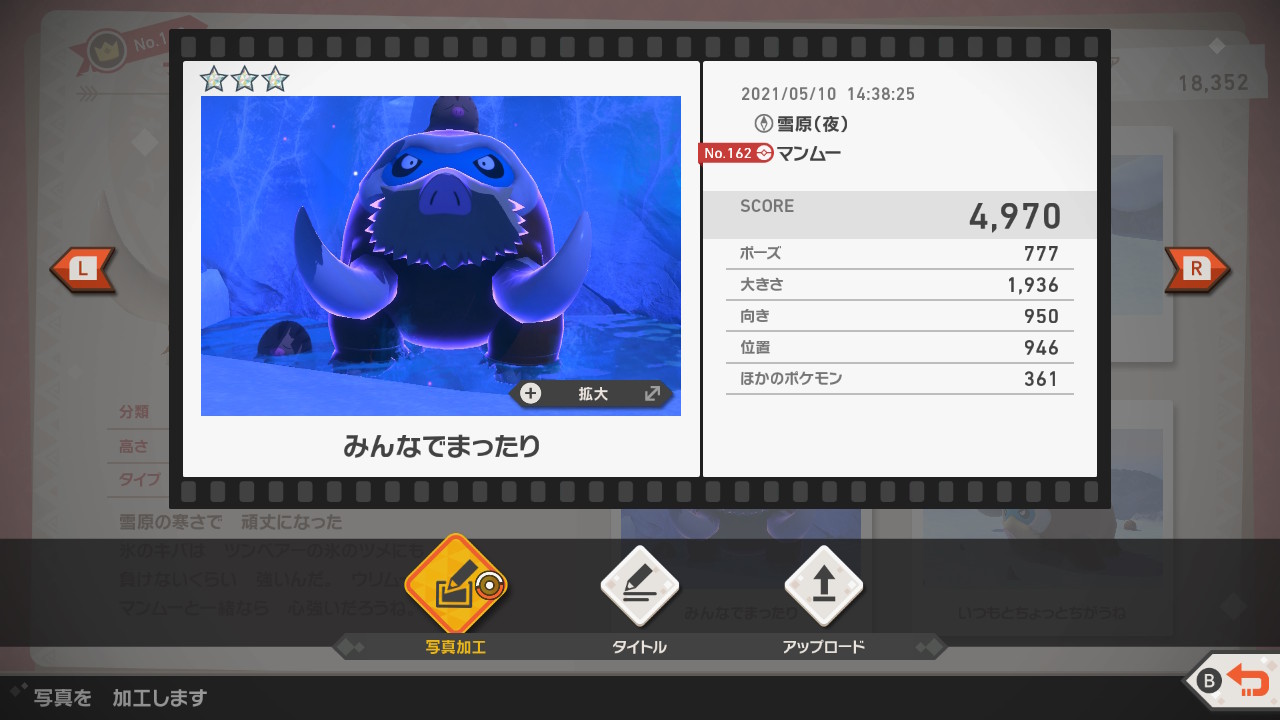 No.1
18,352
2021/05/10 14:38:25
雪原(夜)
No.162 マンムー
SCORE 4,970
ポーズ 777
大きさ 1,936
向き 950
位置 946
ほかのポケモン 361
L
R
+ 拡大
みんなでまったり
分類
高さ
タイプ
雪原の寒さで 頑丈になった
氷のキバは ツンベアーの氷のツメにも
負けないくらい 強いんだ。 ウリム
マンムーと一緒なら 心強いだろうね
みんなでまったり
いつもとちょっとちがうね
写真加工
タイトル
アップロード
写真を 加工します
B